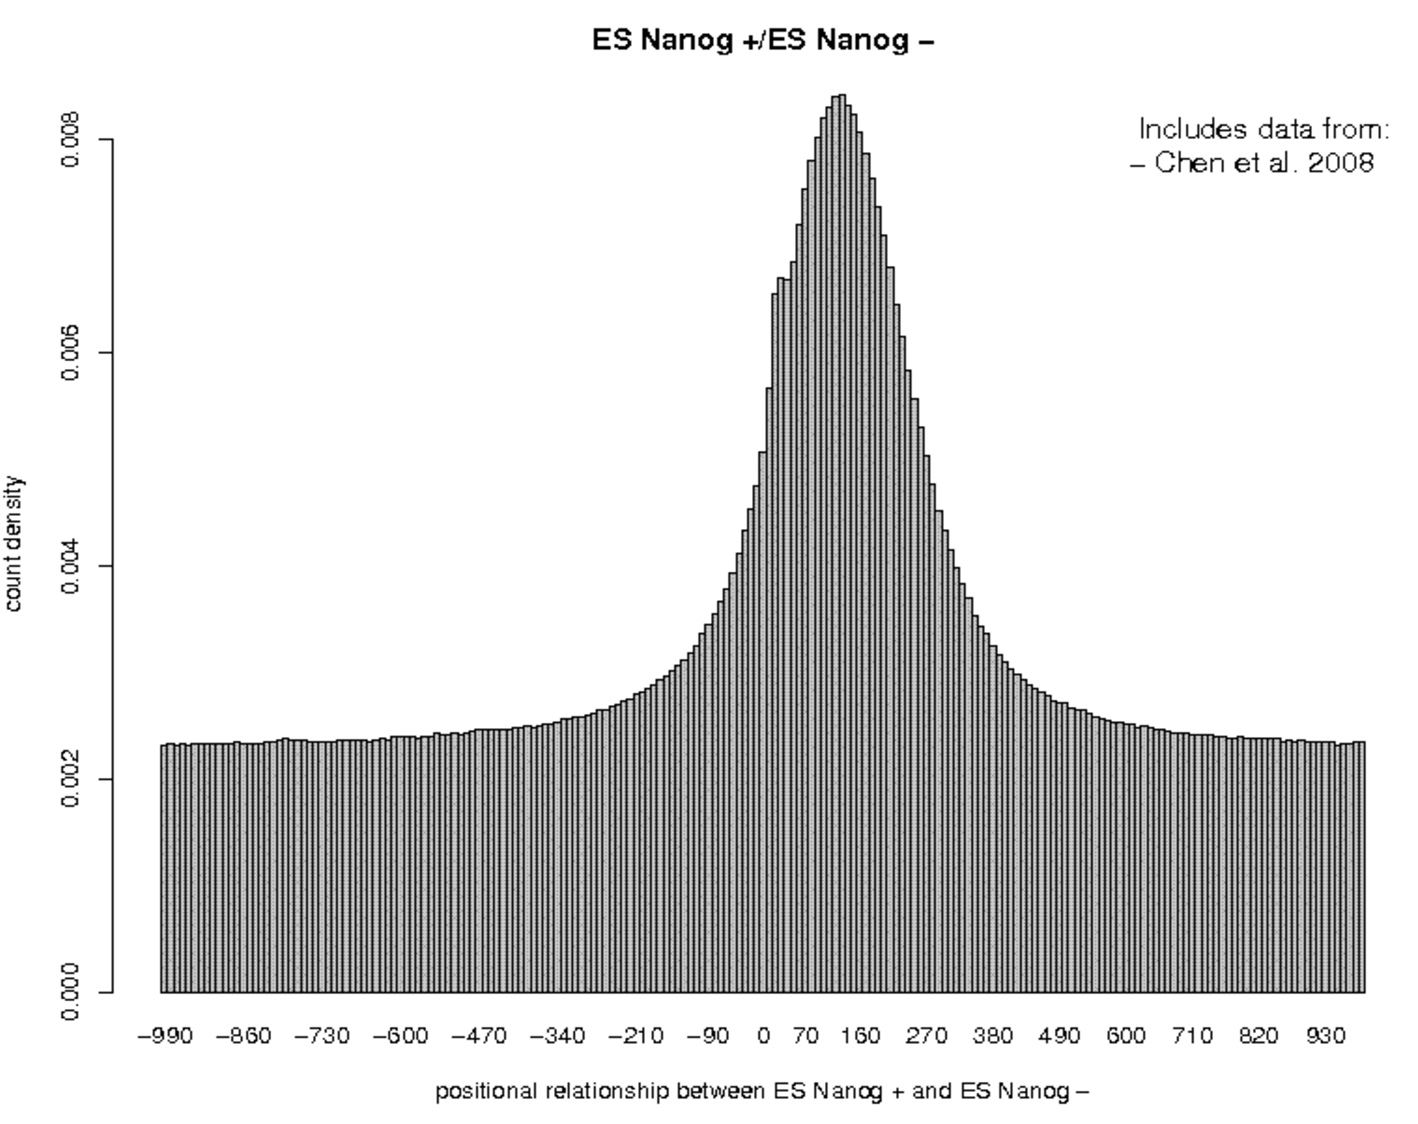 ES Nanog +/ES Nanog –
Includes data from:
– Chen et al. 2008
0.008
0.006
0.004
0.002
0.000
count density
–990 –860 –730 –600 –470 –340 –210 –90 0 70 160 270 380 490 600 710 820 930
positional relationship between ES Nanog + and ES Nanog –